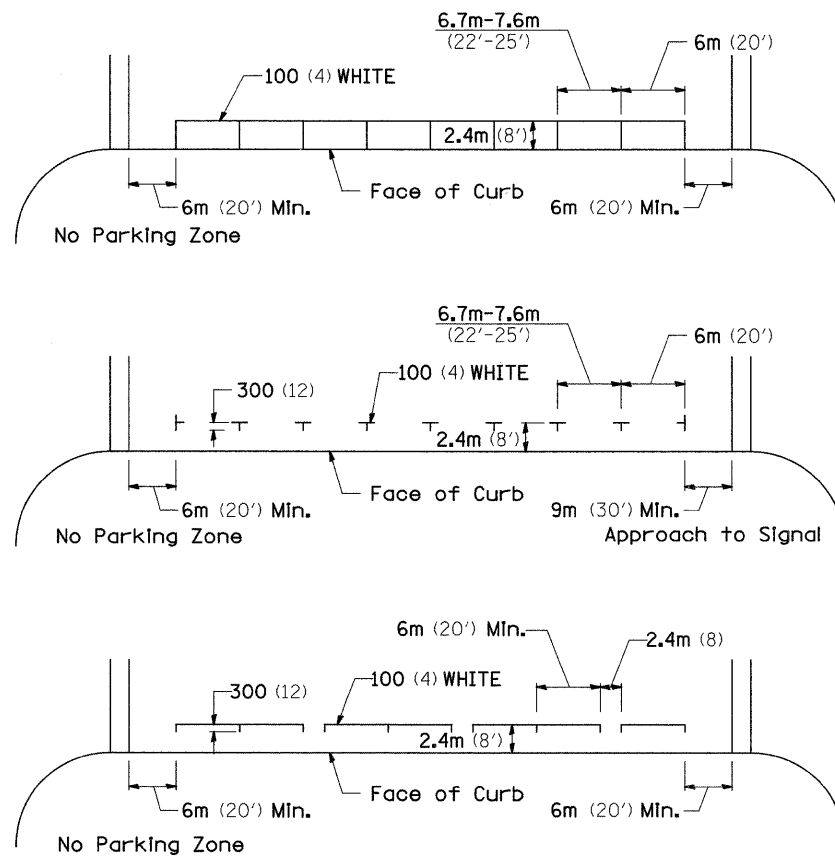 6.7m-7.6m
(22'-25')
6m (20')
100 (4) WHITE
2.4m (8')
Face of Curb
6m (20') Min.
6m (20') Min.
No Parking Zone
6.7m-7.6m
(22'-25')
6m (20')
300 (12)
100 (4) WHITE
2.4m (8')
Face of Curb
6m (20') Min.
9m (30') Min.
No Parking Zone
Approach to Signal
6m (20') Min.
2.4m (8)
300 (12)
100 (4) WHITE
2.4m (8')
Face of Curb
6m (20') Min.
6m (20') Min.
No Parking Zone